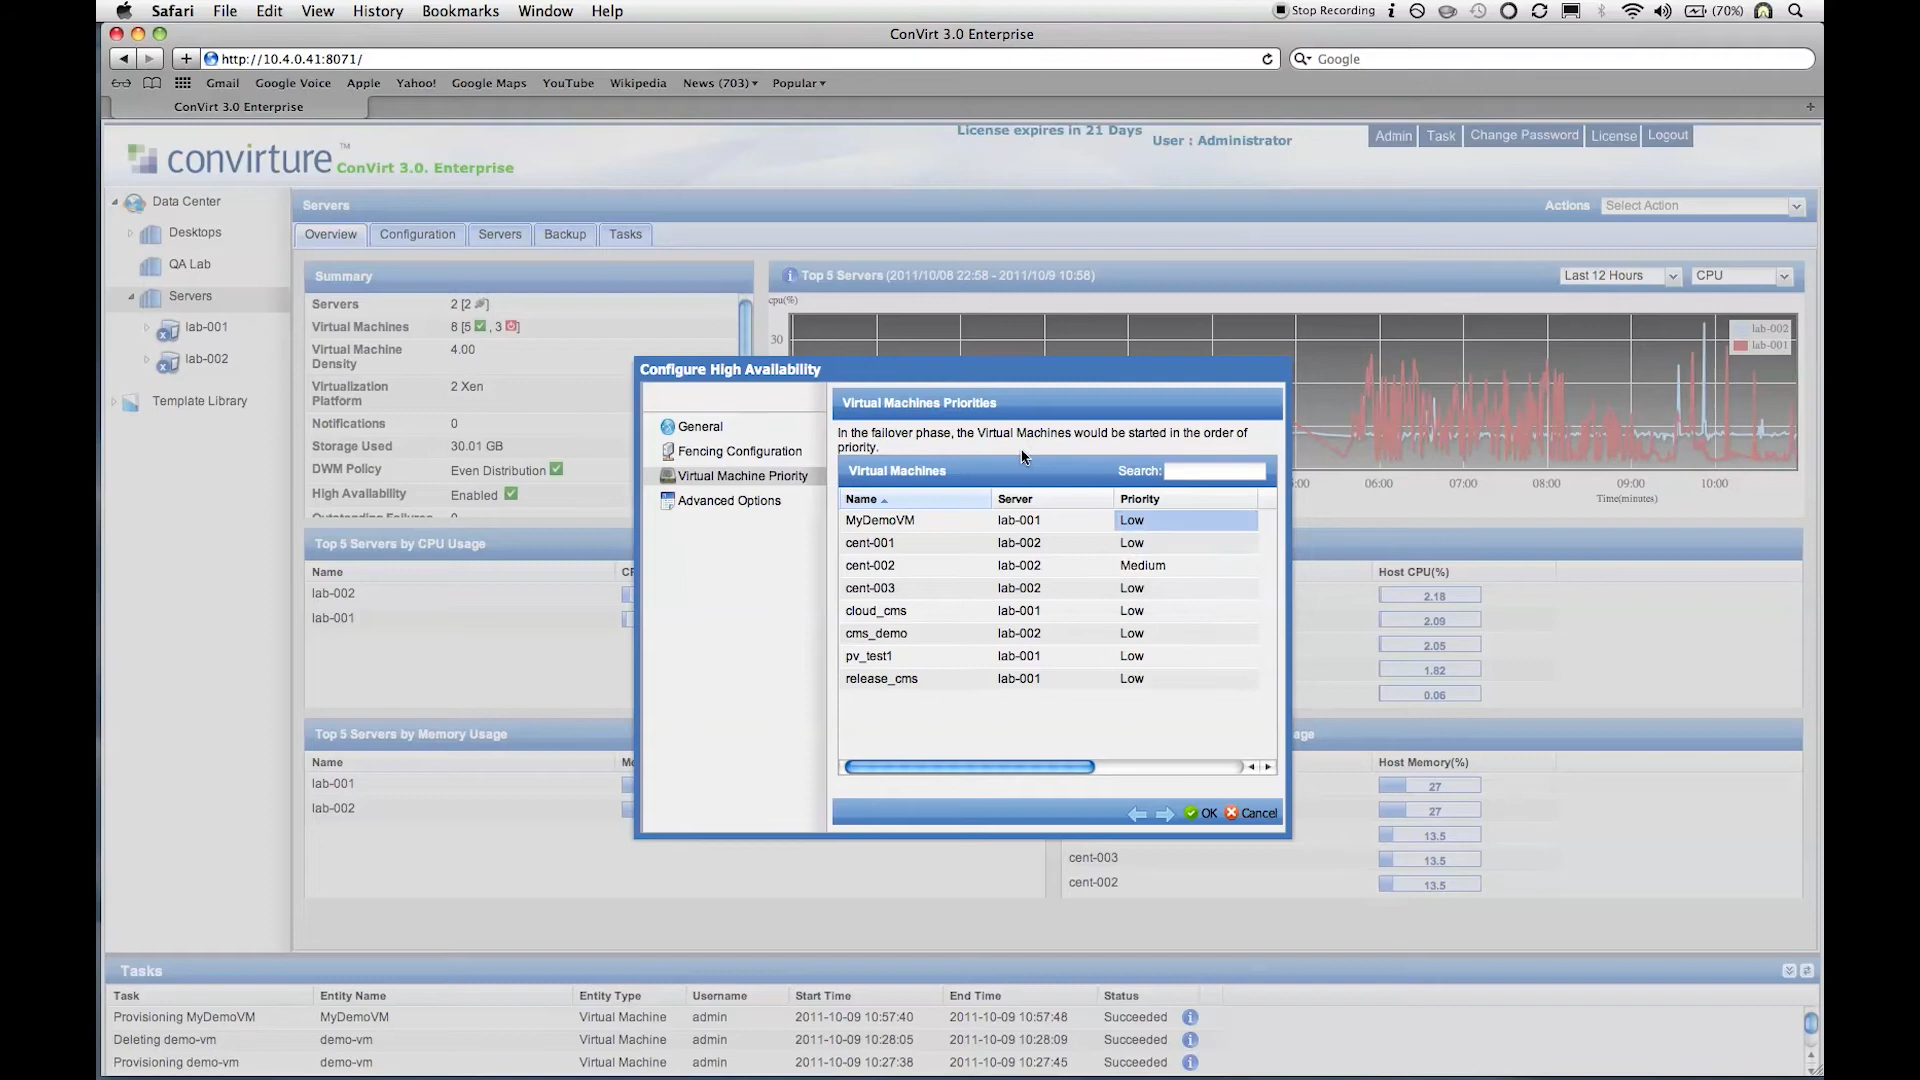 Safari File Edit View History Bookmarks Window Help Stop Recording (70%)
ConVirt 3.0 Enterprise
http://10.4.0.41:8071/ Google
Gmail Google Voice Apple Yahoo! Google Maps YouTube Wikipedia News (703) Popular
ConVirt 3.0 Enterprise
License expires in 21 Days User : Administrator Admin Task Change Password License Logout
convirture™ ConVirt 3.0. Enterprise
Data Center
Desktops
QA Lab
Servers
lab-001
lab-002
Template Library
Servers Actions Select Action
Overview Configuration Servers Backup Tasks
Summary
Servers 2 [2 ]
Virtual Machines 8 [5 , 3 ]
Virtual Machine Density 4.00
Virtualization Platform 2 Xen
Notifications 0
Storage Used 30.01 GB
DWM Policy Even Distribution
High Availability Enabled
Top 5 Servers (2011/10/08 22:58 - 2011/10/9 10:58) Last 12 Hours CPU
cpu(%)
30
lab-002
lab-001
06:00 07:00 08:00 09:00 10:00
Time(minutes)
Configure High Availability
General
Fencing Configuration
Virtual Machine Priority
Advanced Options
Virtual Machines Priorities
In the failover phase, the Virtual Machines would be started in the order of
priority.
Virtual Machines Search:
Name Server Priority
MyDemoVM lab-001 Low
cent-001 lab-002 Low
cent-002 lab-002 Medium
cent-003 lab-002 Low
cloud_cms lab-001 Low
cms_demo lab-002 Low
pv_test1 lab-001 Low
release_cms lab-001 Low
OK Cancel
Top 5 Servers by CPU Usage
Name
lab-002
lab-001
Host CPU(%)
2.18
2.09
2.05
1.82
0.06
Top 5 Servers by Memory Usage
Name
lab-001
lab-002
Host Memory(%)
27
27
13.5
cent-003 13.5
cent-002 13.5
Tasks
Task Entity Name Entity Type Username Start Time End Time Status
Provisioning MyDemoVM MyDemoVM Virtual Machine admin 2011-10-09 10:57:40 2011-10-09 10:57:48 Succeeded
Deleting demo-vm demo-vm Virtual Machine admin 2011-10-09 10:28:05 2011-10-09 10:28:09 Succeeded
Provisioning demo-vm demo-vm Virtual Machine admin 2011-10-09 10:27:38 2011-10-09 10:27:45 Succeeded